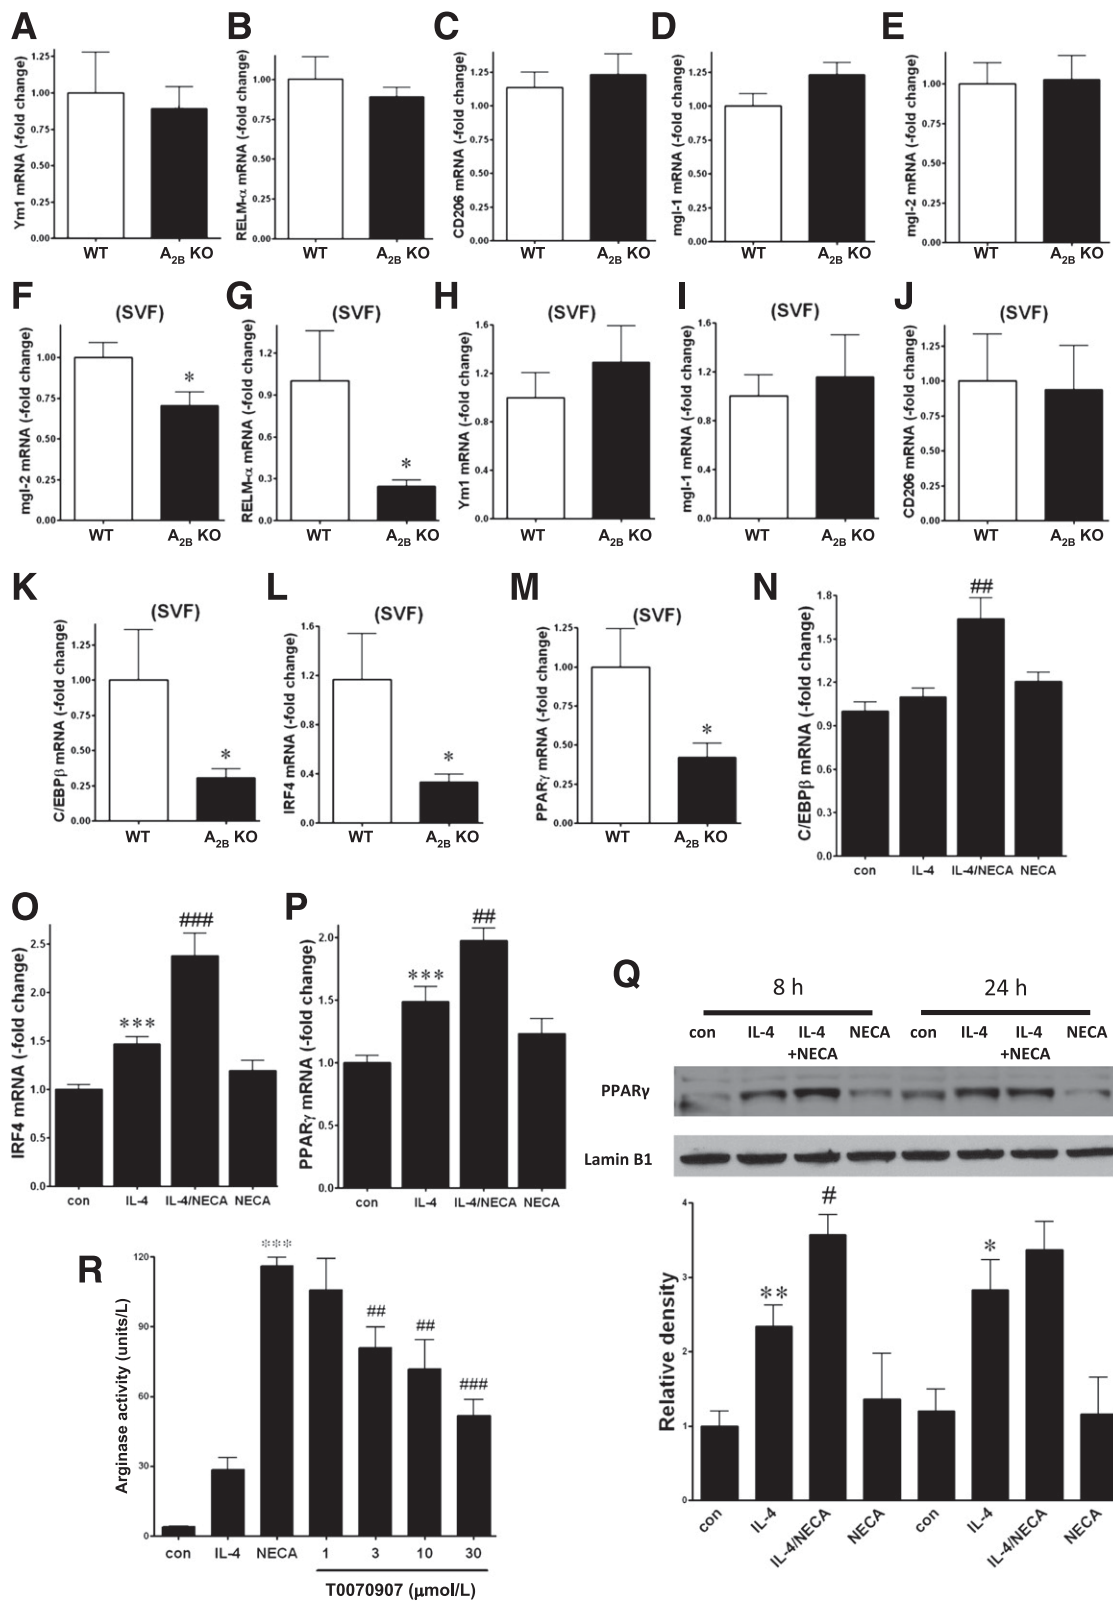 A
Ym1 mRNA (-fold change)
1.25
1.00
0.75
0.50
0.25
0.00
WT
A2B KO
B
RELM-α mRNA (-fold change)
1.00
0.75
0.50
0.25
0.00
WT
A2B KO
C
CD206 mRNA (-fold change)
1.25
1.00
0.75
0.50
0.25
0.00
WT
A2B KO
D
mgl-1 mRNA (-fold change)
1.25
1.00
0.75
0.50
0.25
0.00
WT
A2B KO
E
mgl-2 mRNA (-fold change)
1.00
0.75
0.50
0.25
0.00
WT
A2B KO
F
(SVF)
mgl-2 mRNA (-fold change)
1.00
0.75
0.50
0.25
0.00
*
WT
A2B KO
G
(SVF)
RELM-α mRNA (-fold change)
1.2
0.9
0.6
0.3
0.0
*
WT
A2B KO
H
(SVF)
Ym1 mRNA (-fold change)
1.6
1.2
0.8
0.4
0.0
WT
A2B KO
I
(SVF)
mgl-1 mRNA (-fold change)
1.6
1.2
0.8
0.4
0.0
WT
A2B KO
J
(SVF)
CD206 mRNA (-fold change)
1.00
0.75
0.50
0.25
0.00
WT
A2B KO
K
(SVF)
C/EBPβ mRNA (-fold change)
1.25
1.00
0.75
0.50
0.25
0.00
*
WT
A2B KO
L
(SVF)
IRF4 mRNA (-fold change)
1.6
1.2
0.8
0.4
0.0
*
WT
A2B KO
M
(SVF)
PPARγ mRNA (-fold change)
1.25
1.00
0.75
0.50
0.25
0.00
*
WT
A2B KO
N
C/EBPβ mRNA (-fold change)
1.8
1.5
1.2
0.9
0.6
0.3
0.0
##
con
IL-4
IL-4/NECA
NECA
O
IRF4 mRNA (-fold change)
2.5
2.0
1.5
1.0
0.5
0.0
***
###
con
IL-4
IL-4/NECA
NECA
P
PPARγ mRNA (-fold change)
2.0
1.5
1.0
0.5
0.0
***
##
con
IL-4
IL-4/NECA
NECA
Q
8 h
24 h
con IL-4 IL-4 NECA con IL-4 IL-4 NECA
+NECA +NECA
PPARγ
Lamin B1
Relative density
4
3
2
1
0
**
#
*
con
IL-4
IL-4/NECA
NECA
con
IL-4
IL-4/NECA
NECA
R
Arginase activity (units/L)
120
90
60
30
0
***
##
##
###
con
IL-4
NECA
1
3
10
30
T0070907 (μmol/L)